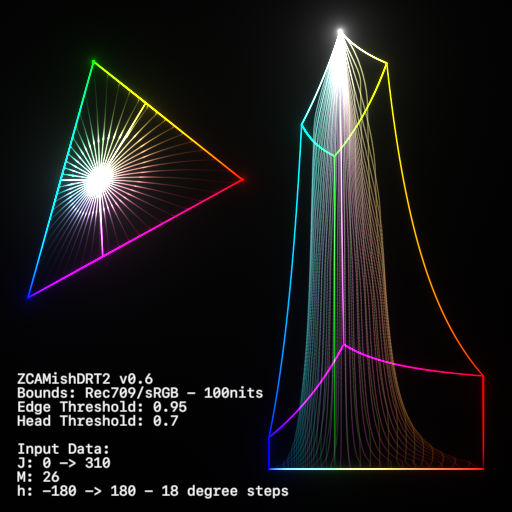 ZCAMishDRT2 v0.6
Bounds: Rec709/sRGB - 100nits
Edge Threshold: 0.95
Head Threshold: 0.7
Input Data:
J: 0 -> 310
M: 26
h: -180 -> 180 - 18 degree steps